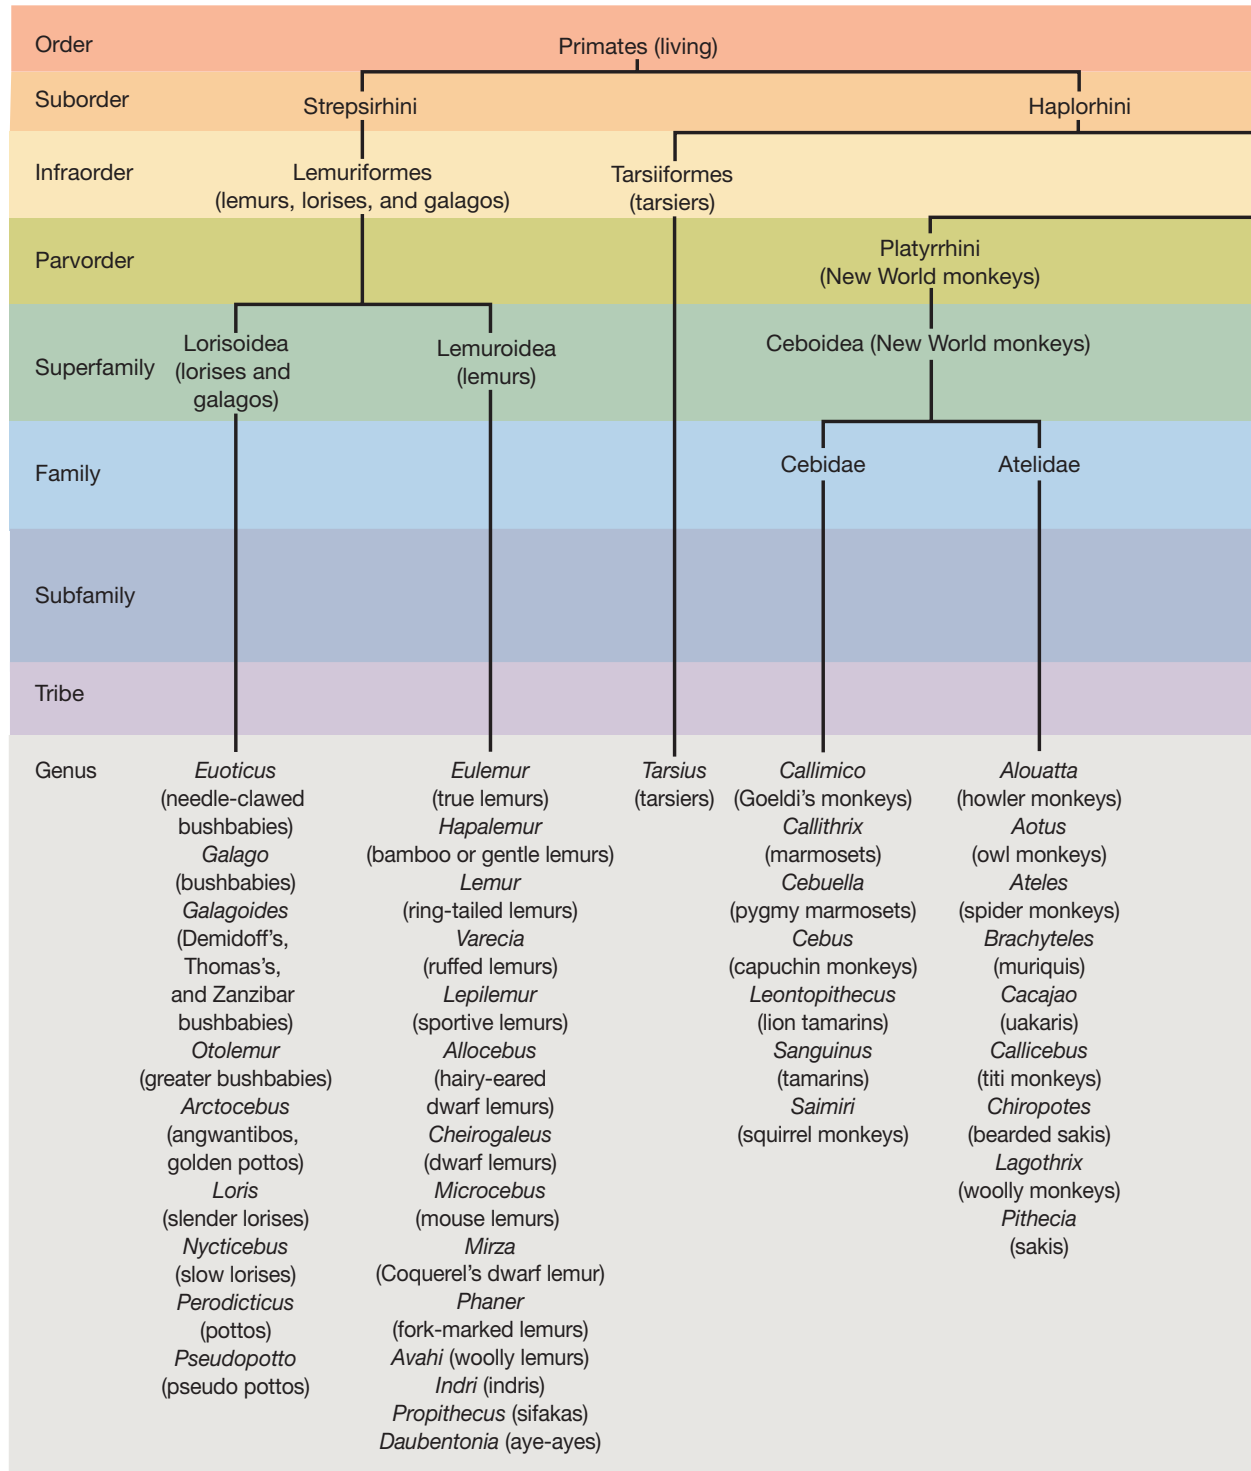 Order
Primates (living)
Suborder
Strepsirhini
Haplorhini
Infraorder
Lemuriformes
(lemurs, lorises, and galagos)
Tarsiiformes
(tarsiers)
Parvorder
Platyrrhini
(New World monkeys)
Superfamily
Lorisoidea
(lorises and
galagos)
Lemuroidea
(lemurs)
Ceboidea (New World monkeys)
Family
Cebidae
Atelidae
Subfamily
Tribe
Genus
Euoticus
(needle-clawed
bushbabies)
Galago
(bushbabies)
Galagoides
(Demidoff’s,
Thomas’s,
and Zanzibar
bushbabies)
Otolemur
(greater bushbabies)
Arctocebus
(angwantibos,
golden pottos)
Loris
(slender lorises)
Nycticebus
(slow lorises)
Perodicticus
(pottos)
Pseudopotto
(pseudo pottos)
Eulemur
(true lemurs)
Hapalemur
(bamboo or gentle lemurs)
Lemur
(ring-tailed lemurs)
Varecia
(ruffed lemurs)
Lepilemur
(sportive lemurs)
Allocebus
(hairy-eared
dwarf lemurs)
Cheirogaleus
(dwarf lemurs)
Microcebus
(mouse lemurs)
Mirza
(Coquerel’s dwarf lemur)
Phaner
(fork-marked lemurs)
Avahi (woolly lemurs)
Indri (indris)
Propithecus (sifakas)
Daubentonia (aye-ayes)
Tarsius
(tarsiers)
Callimico
(Goeldi’s monkeys)
Callithrix
(marmosets)
Cebuella
(pygmy marmosets)
Cebus
(capuchin monkeys)
Leontopithecus
(lion tamarins)
Sanguinus
(tamarins)
Saimiri
(squirrel monkeys)
Alouatta
(howler monkeys)
Aotus
(owl monkeys)
Ateles
(spider monkeys)
Brachyteles
(muriquis)
Cacajao
(uakaris)
Callicebus
(titi monkeys)
Chiropotes
(bearded sakis)
Lagothrix
(woolly monkeys)
Pithecia
(sakis)